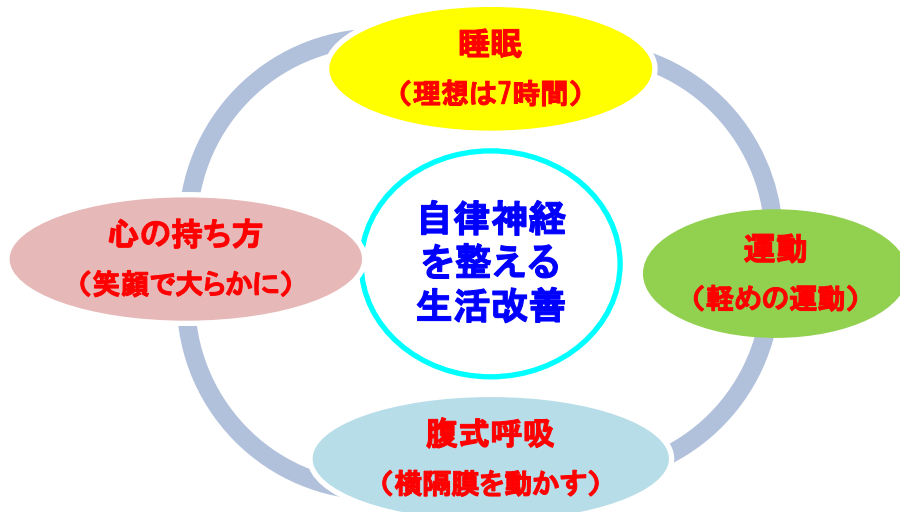 睡眠
（理想は7時間）
心の持ち方
（笑顔で大らかに）
自律神経
を整える
生活改善
運動
（軽めの運動）
腹式呼吸
（横隔膜を動かす）